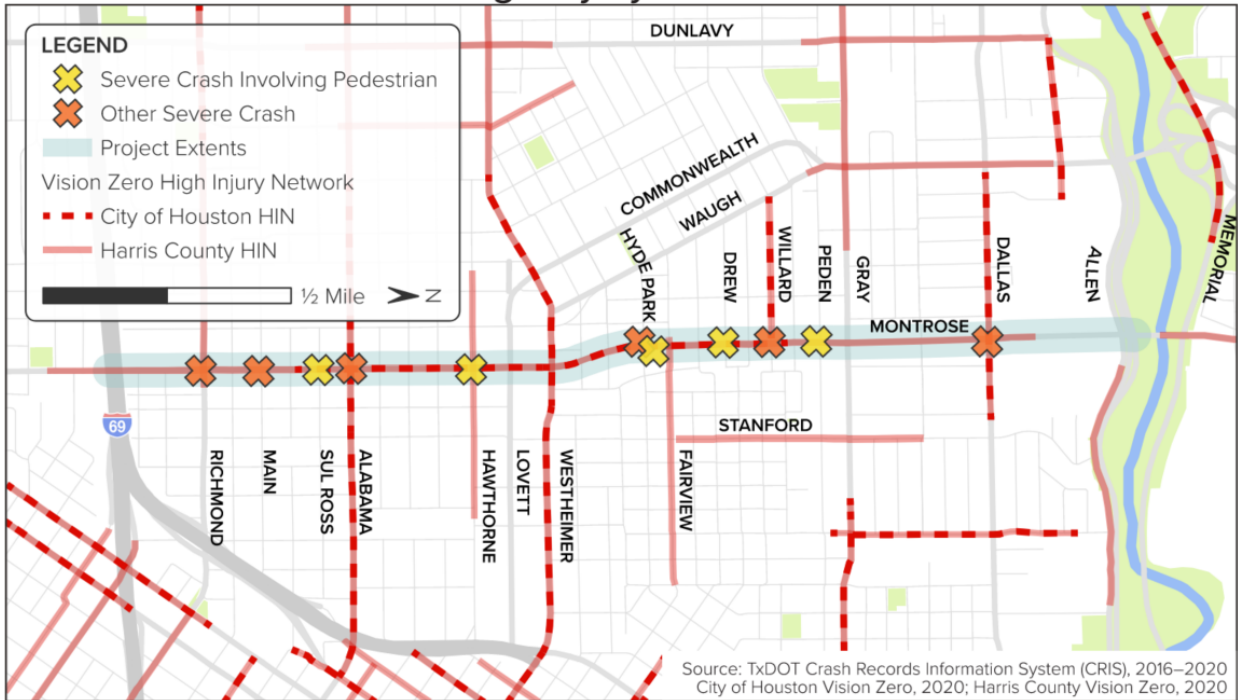 LEGEND
Severe Crash Involving Pedestrian
Other Severe Crash
Project Extents
Vision Zero High Injury Network
City of Houston HIN
Harris County HIN
½ Mile
N
DUNLAVY
COMMONWEALTH
WAUGH
HYDE PARK
DREW
WILLARD
PEDEN
GRAY
DALLAS
ALLEN
MEMORIAL
MONTROSE
69
STANFORD
RICHMOND
MAIN
SUL ROSS
ALABAMA
HAWTHORNE
LOVETT
WESTHEIMER
FAIRVIEW
Source: TxDOT Crash Records Information System (CRIS), 2016–2020
City of Houston Vision Zero, 2020; Harris County Vision Zero, 2020